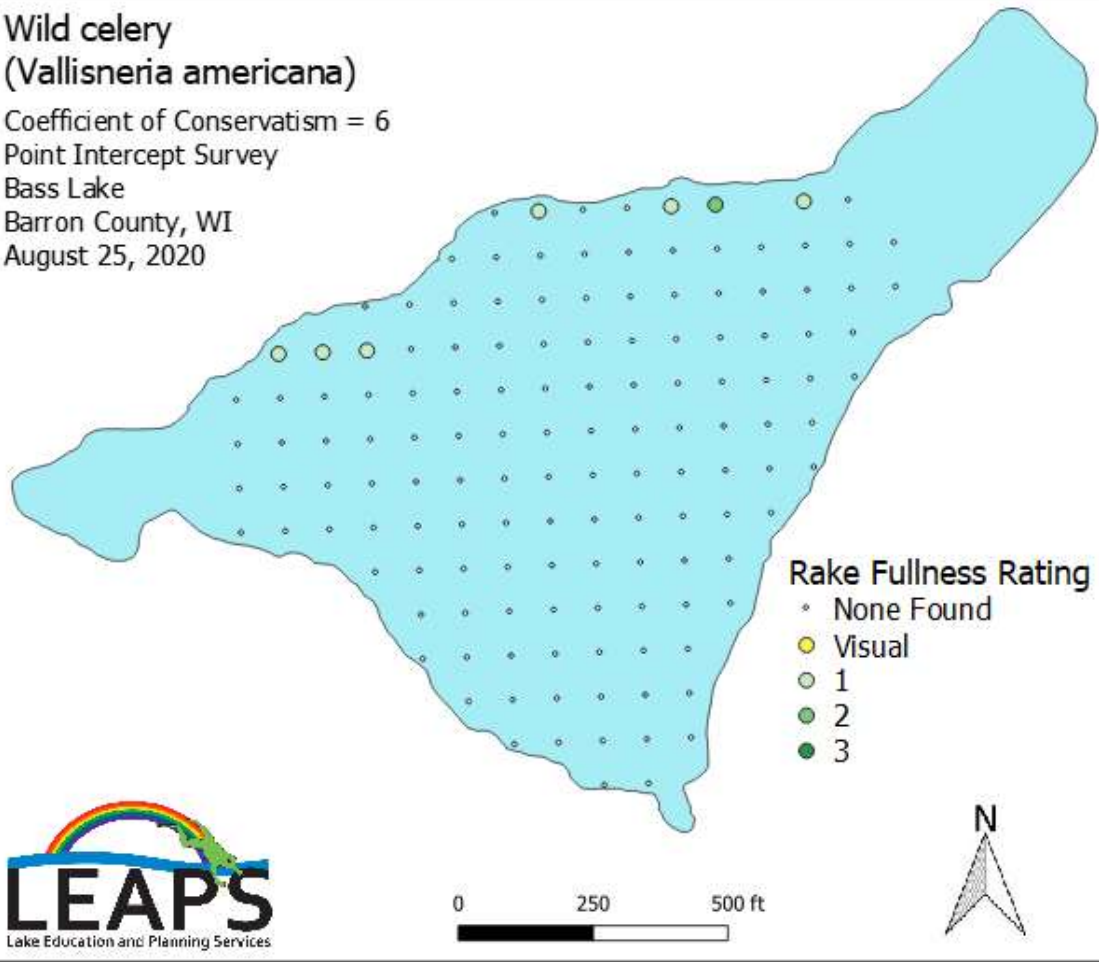 Wild celery
(Vallisneria americana)
Coefficient of Conservatism = 6
Point Intercept Survey
Bass Lake
Barron County, WI
August 25, 2020
Rake Fullness Rating
None Found
Visual
1
2
3
LEAPS
Lake Education and Planning Services
0 250 500 ft
N